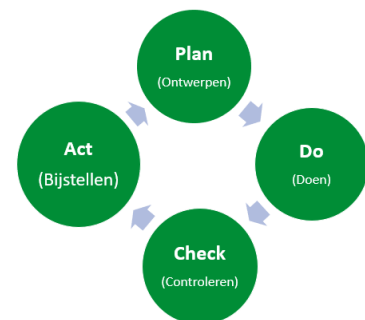 Plan
(Ontwerpen)
Do
(Doen)
Check
(Controleren)
Act
(Bijstellen)